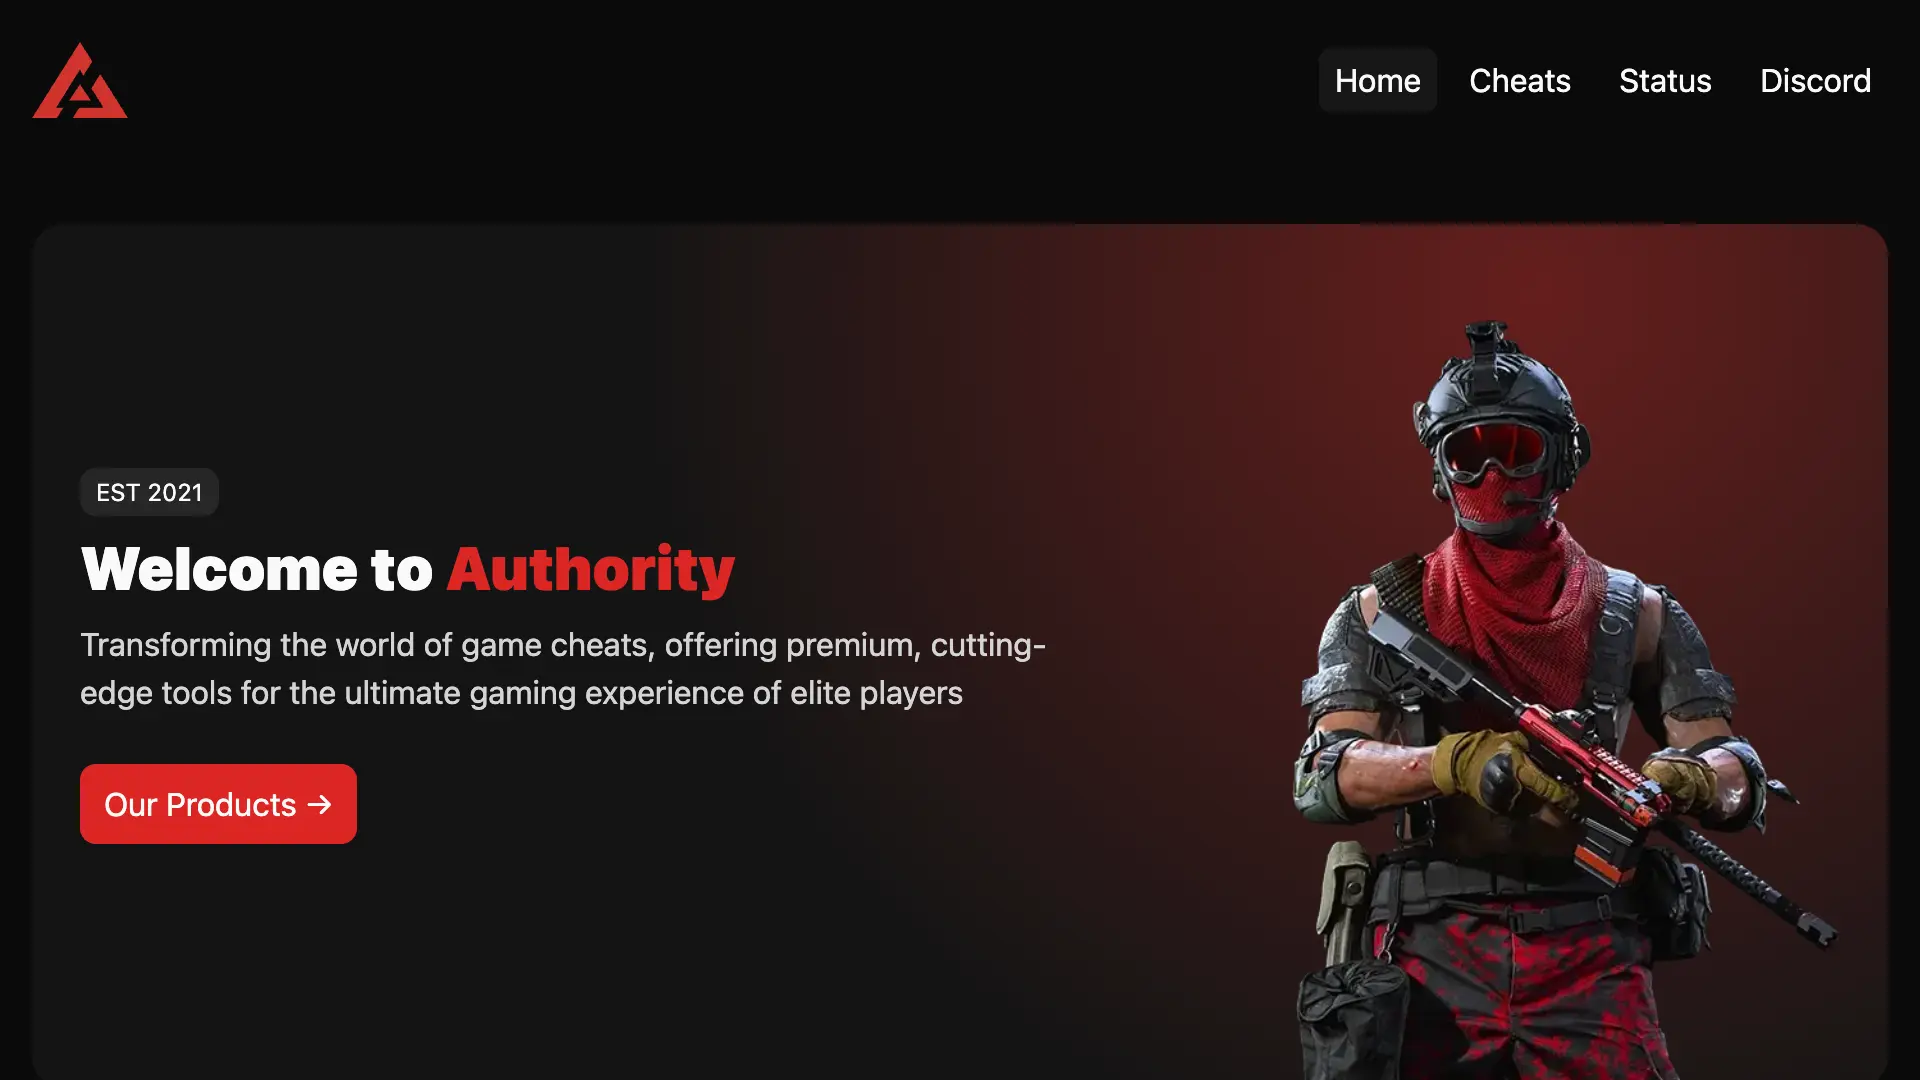 Home
Cheats
Status
Discord
EST 2021
Welcome to Authority
Transforming the world of game cheats, offering premium, cutting-
edge tools for the ultimate gaming experience of elite players
Our Products →